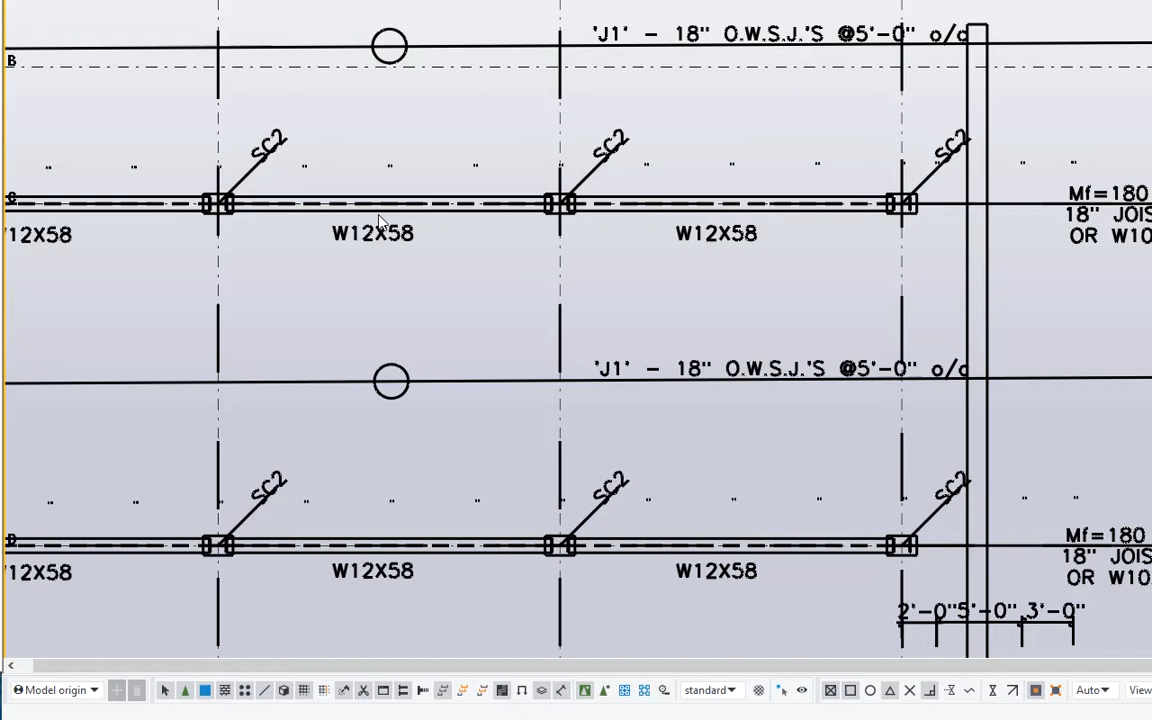 'J1' - 18" O.W.S.J.'S @5'-0" o/c
B
SC2 SC2 SC2
C
Mf=180
18" JOIS
OR W10
12X58 W12X58 W12X58
'J1' - 18" O.W.S.J.'S @5'-0" o/c
SC2 SC2 SC2
D
Mf=180
18" JOIS
OR W10
12X58 W12X58 W12X58
2'-0" 5'-0" 3'-0"
Model origin standard Auto View